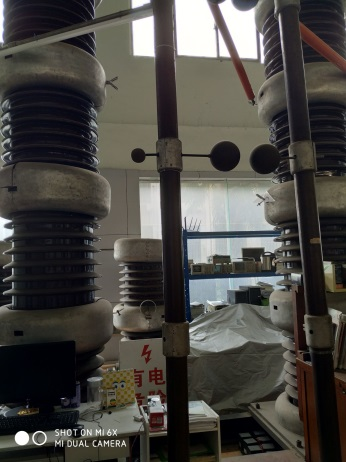 有电
SHOT ON MI 6X
MI DUAL CAMERA